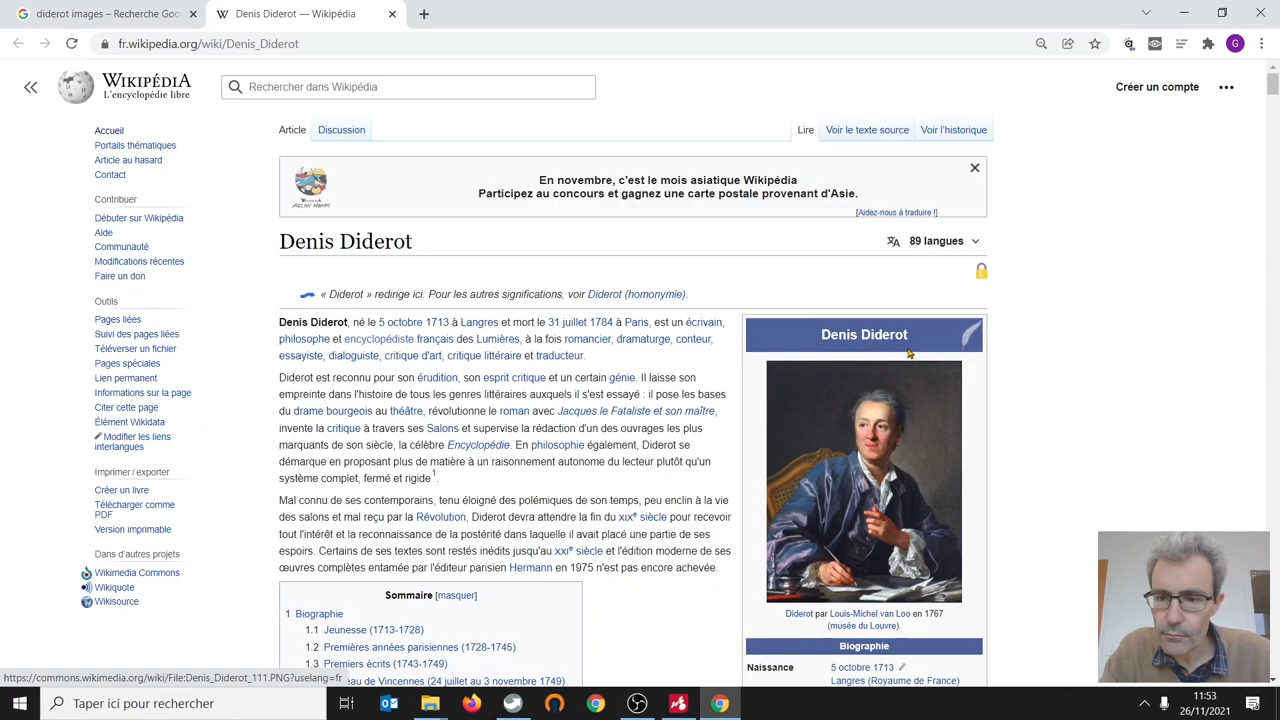 diderot images – Recherche Goo
Denis Diderot — Wikipédia
fr.wikipedia.org/wiki/Denis_Diderot
G
WIKIPÉDIA
L'encyclopédie libre
Rechercher dans Wikipédia
Créer un compte
Accueil
Portails thématiques
Article au hasard
Contact
Contribuer
Débuter sur Wikipédia
Aide
Communauté
Modifications récentes
Faire un don
Outils
Pages liées
Suivi des pages liées
Téléverser un fichier
Pages spéciales
Lien permanent
Informations sur la page
Citer cette page
Élément Wikidata
Modifier les liens
interlangues
Imprimer / exporter
Créer un livre
Télécharger comme
PDF
Version imprimable
Dans d'autres projets
Wikimedia Commons
Wikiquote
Wikisource
Article Discussion
Lire Voir le texte source Voir l'historique
En novembre, c'est le mois asiatique Wikipédia
Participez au concours et gagnez une carte postale provenant d'Asie.
[Aidez-nous à traduire !]
Denis Diderot
89 langues
« Diderot » redirige ici. Pour les autres significations, voir Diderot (homonymie).
Denis Diderot, né le 5 octobre 1713 à Langres et mort le 31 juillet 1784 à Paris, est un écrivain,
philosophe et encyclopédiste français des Lumières, à la fois romancier, dramaturge, conteur,
essayiste, dialoguiste, critique d'art, critique littéraire et traducteur.
Diderot est reconnu pour son érudition, son esprit critique et un certain génie. Il laisse son
empreinte dans l'histoire de tous les genres littéraires auxquels il s'est essayé : il pose les bases
du drame bourgeois au théâtre, révolutionne le roman avec Jacques le Fataliste et son maître,
invente la critique à travers ses Salons et supervise la rédaction d'un des ouvrages les plus
marquants de son siècle, la célèbre Encyclopédie. En philosophie également, Diderot se
démarque en proposant plus de matière à un raisonnement autonome du lecteur plutôt qu'un
système complet, fermé et rigide1.
Mal connu de ses contemporains, tenu éloigné des polémiques de son temps, peu enclin à la vie
des salons et mal reçu par la Révolution, Diderot devra attendre la fin du XIXe siècle pour recevoir
tout l'intérêt et la reconnaissance de la postérité dans laquelle il avait placé une partie de ses
espoirs. Certains de ses textes sont restés inédits jusqu'au XXIe siècle et l'édition moderne de ses
œuvres complètes entamée par l'éditeur parisien Hermann en 1975 n'est pas encore achevée.
Sommaire [masquer]
1 Biographie
1.1 Jeunesse (1713-1728)
1.2 Premières années parisiennes (1728-1745)
1.3 Premiers écrits (1743-1749)
eau de Vincennes (24 juillet au 3 novembre 1749)
Denis Diderot
Diderot par Louis-Michel van Loo en 1767
(musée du Louvre).
Biographie
Naissance 5 octobre 1713
Langres (Royaume de France)
https://commons.wikimedia.org/wiki/File:Denis_Diderot_111.PNG?uselang=fr
Taper ici pour rechercher
11:53
26/11/2021